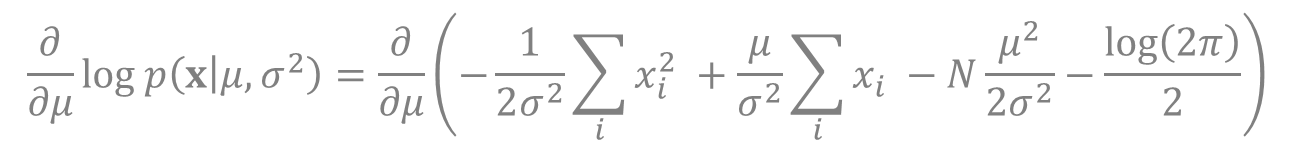 ∂/∂μ log p(𝐱|μ, σ²) = ∂/∂μ ( − 1/(2σ²) ∑_i x_i² + μ/σ² ∑_i x_i − N μ²/(2σ²) − log(2π)/2 )